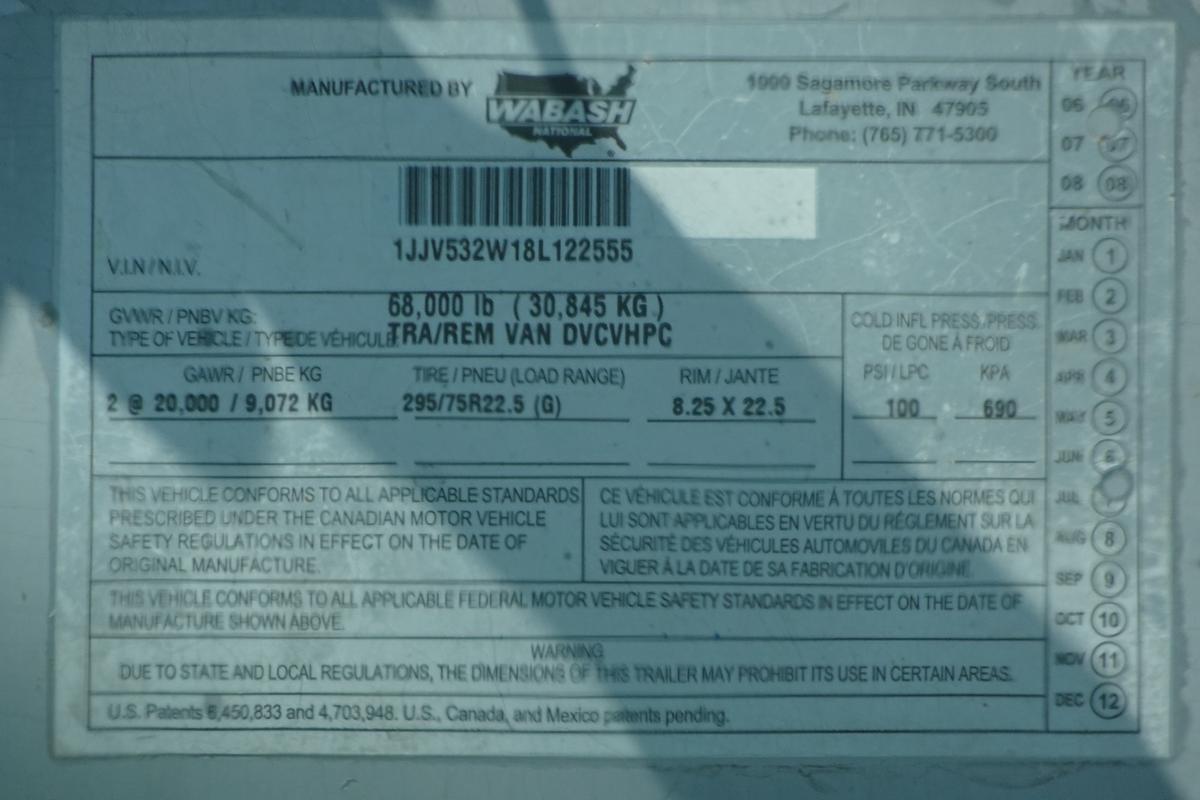 MANUFACTURED BY
WABASH
NATIONAL
1000 Sagamore Parkway South
Lafayette, IN 47905
Phone: (765) 771-5300
1JJV532W18L122555
V.I.N / N.I.V.
GVWR / PNBV KG: 68,000 lb ( 30,845 KG )
TYPE OF VEHICLE / TYPE DE VÉHICULE: TRA/REM VAN DVCVHPC
GAWR / PNBE KG TIRE / PNEU (LOAD RANGE) RIM / JANTE
2 @ 20,000 / 9,072 KG 295/75R22.5 (G) 8.25 X 22.5
COLD INFL PRESS/PRESS
DE GONE À FROID
PSI / LPC KPA
100 690
THIS VEHICLE CONFORMS TO ALL APPLICABLE STANDARDS
PRESCRIBED UNDER THE CANADIAN MOTOR VEHICLE
SAFETY REGULATIONS IN EFFECT ON THE DATE OF
ORIGINAL MANUFACTURE.
CE VÉHICULE EST CONFORME À TOUTES LES NORMES QUI
LUI SONT APPLICABLES EN VERTU DU RÉGLEMENT SUR LA
SÉCURITÉ DES VÉHICULES AUTOMOVILES DU CANADA EN
VIGUER À LA DATE DE SA FABRICATION D'ORIGINE.
THIS VEHICLE CONFORMS TO ALL APPLICABLE FEDERAL MOTOR VEHICLE SAFETY STANDARDS IN EFFECT ON THE DATE OF
MANUFACTURE SHOWN ABOVE.
WARNING
DUE TO STATE AND LOCAL REGULATIONS, THE DIMENSIONS OF THIS TRAILER MAY PROHIBIT ITS USE IN CERTAIN AREAS.
U.S. Patents 6,450,833 and 4,703,948. U.S., Canada, and Mexico patents pending.
YEAR
06 06
07 07
08 08
MONTH
JAN 1
FEB 2
MAR 3
APR 4
MAY 5
JUN 6
JUL
AUG 8
SEP 9
OCT 10
NOV 11
DEC 12